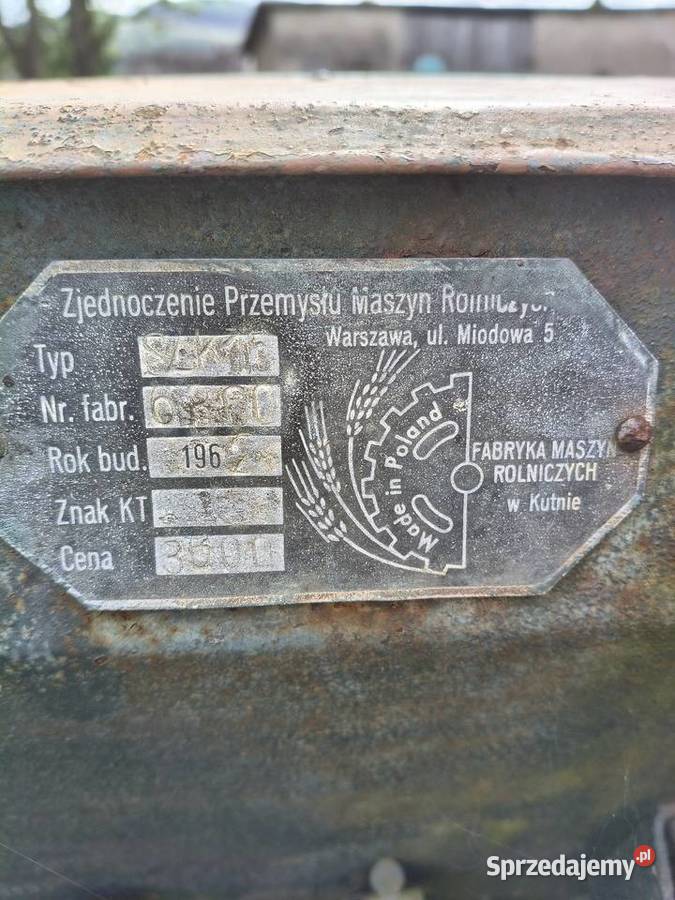 Zjednoczenie Przemysłu Maszyn Rolniczych
Warszawa, ul. Miodowa 5
Typ
Nr. fabr.
Rok bud. 196
Znak KT
Cena
Made in Poland
FABRYKA MASZYN
ROLNICZYCH
w Kutnie
Sprzedajemy.pl